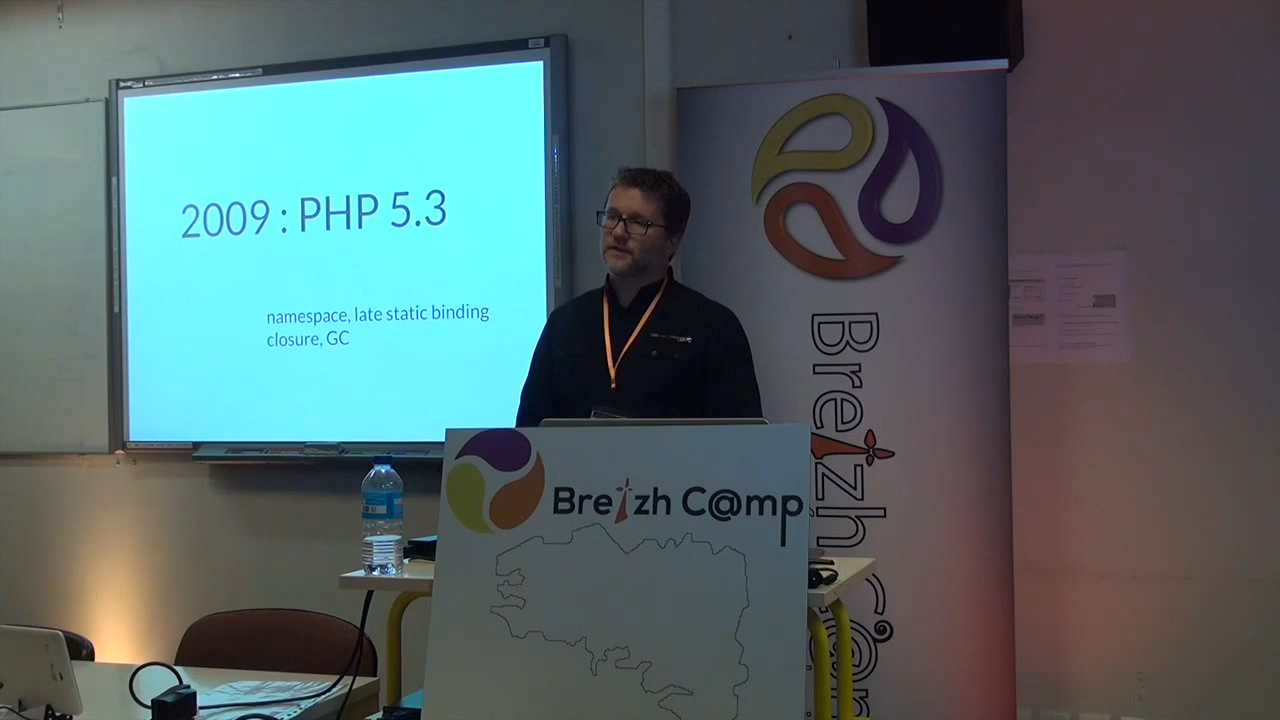 2009 : PHP 5.3
namespace, late static binding
closure, GC
Breizh C@mp
Breizh C@m